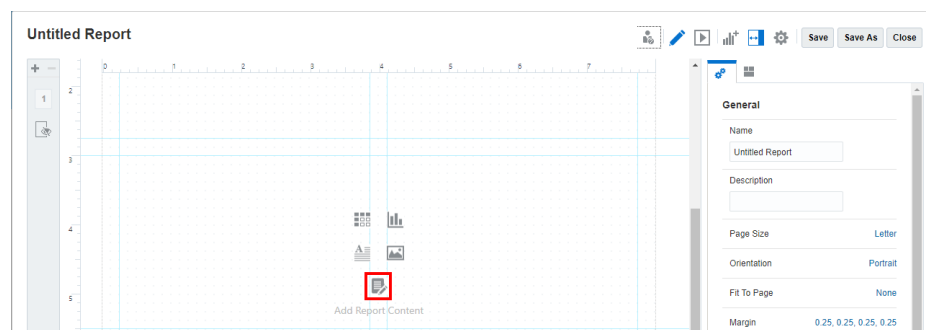 Untitled Report
Save Save As Close
0 1 2 3 4 5 6 7
1
2
General
Name
3
Untitled Report
Description
4
Page Size Letter
Orientation Portrait
5
Fit To Page None
Add Report Content
Margin 0.25, 0.25, 0.25, 0.25